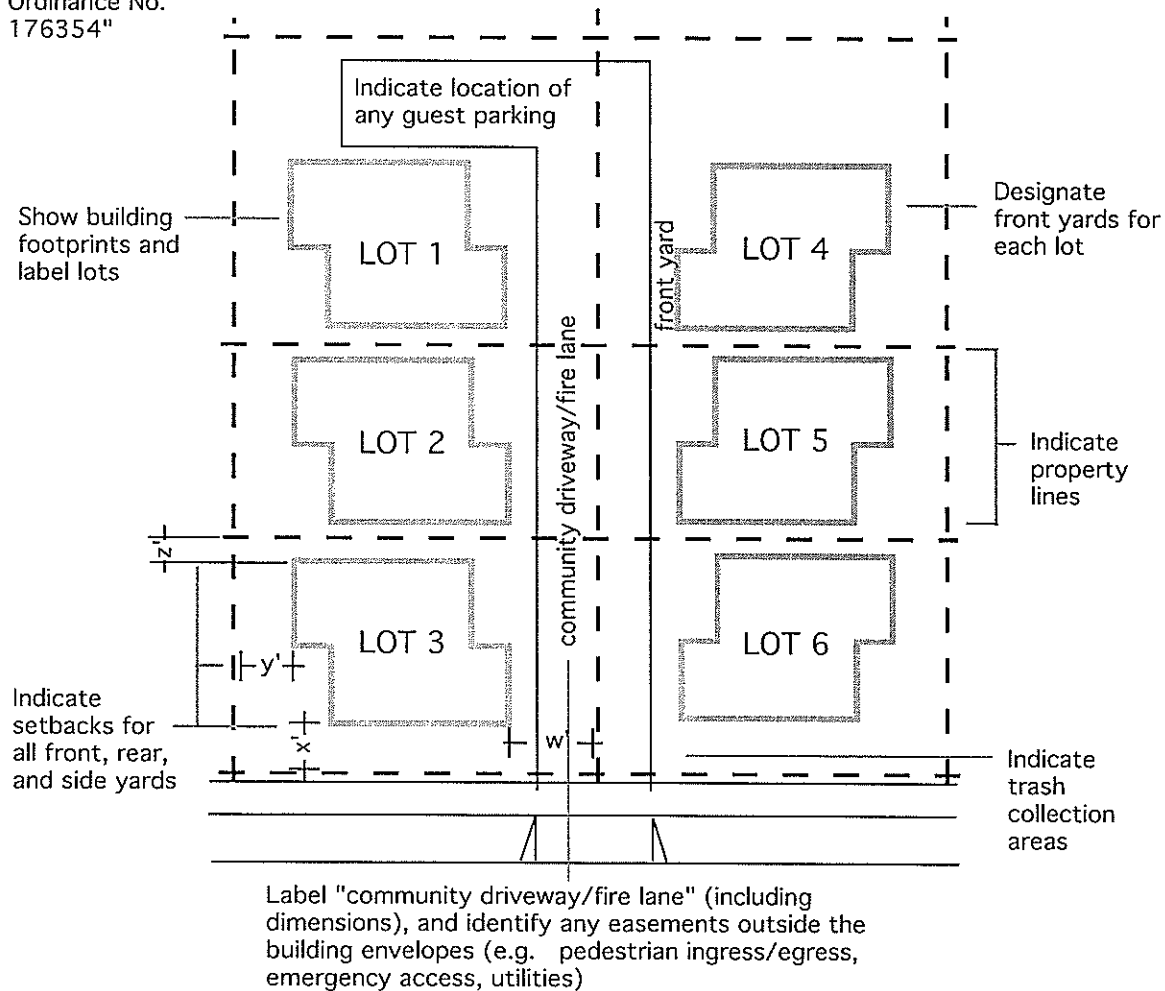 Ordinance No.
176354"
Indicate location of
any guest parking
Show building
footprints and
label lots
LOT 1
LOT 4
Designate
front yards for
each lot
front yard
community driveway/fire lane
LOT 2
LOT 5
Indicate
property
lines
z'
LOT 3
LOT 6
y'
Indicate
setbacks for
all front, rear,
and side yards
x'
w'
Indicate
trash
collection
areas
Label "community driveway/fire lane" (including
dimensions), and identify any easements outside the
building envelopes (e.g. pedestrian ingress/egress,
emergency access, utilities)